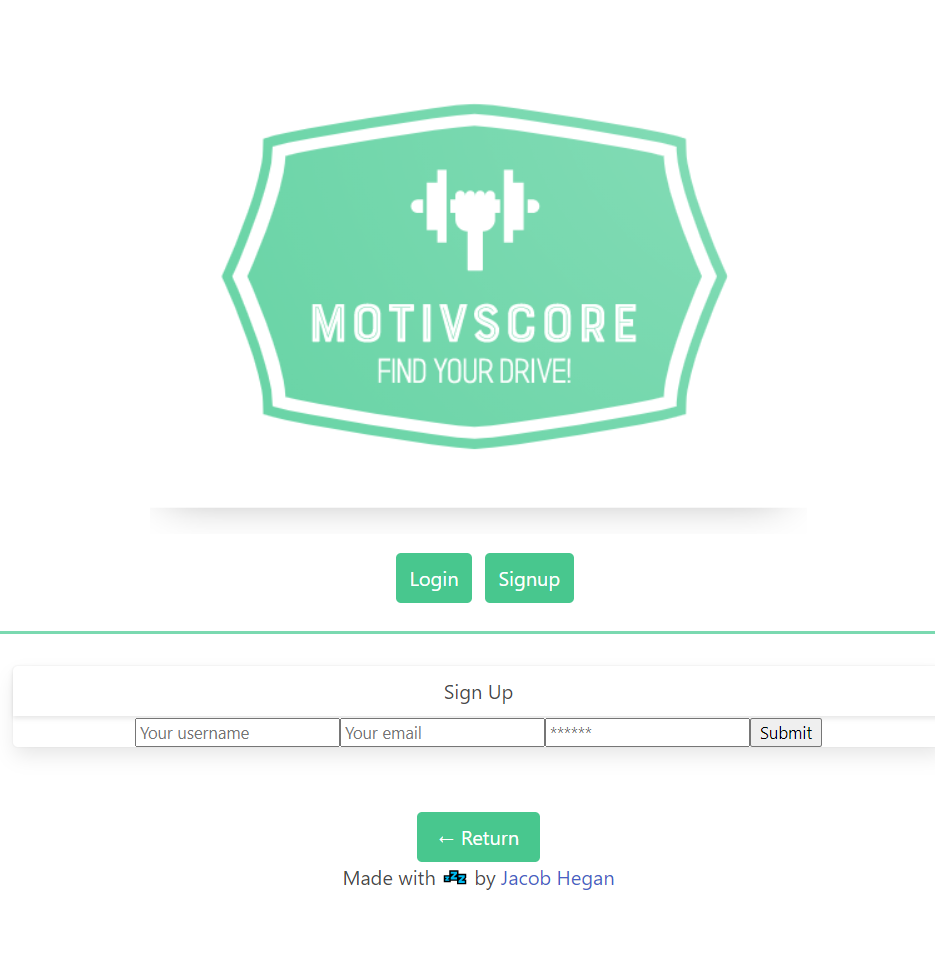 MOTIVSCORE
FIND YOUR DRIVE!
Login Signup
Sign Up
Your username Your email ****** Submit
← Return
Made with 💤 by Jacob Hegan